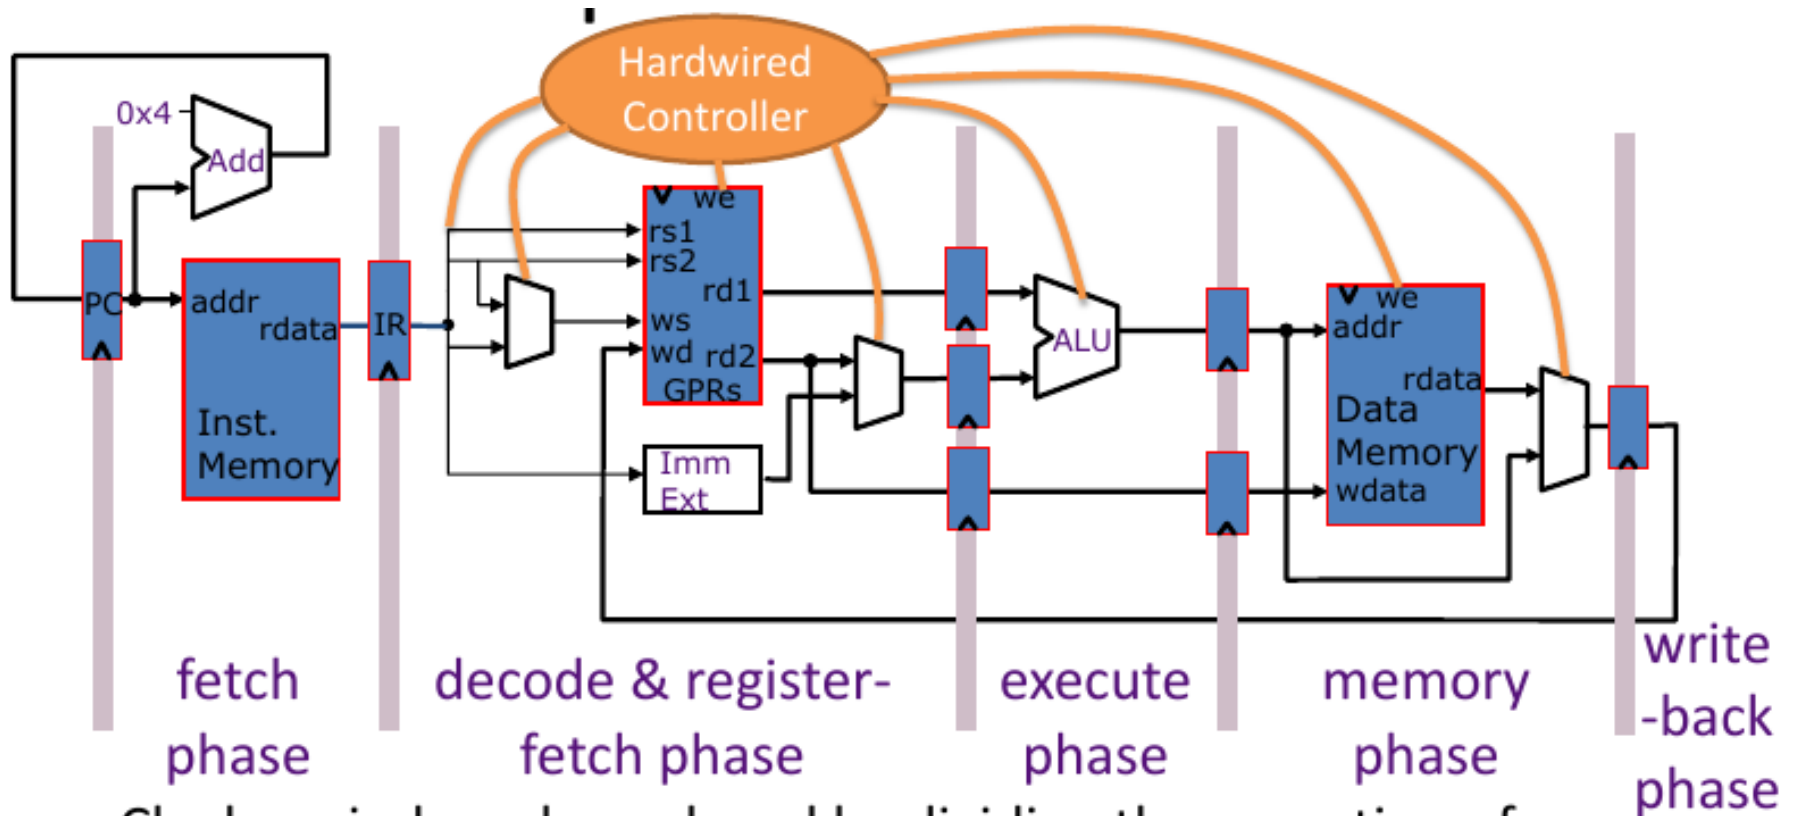 Hardwired
Controller
0x4
Add
PC
addr
rdata
Inst.
Memory
IR
we
rs1
rs2
rd1
ws
wd
rd2
GPRs
Imm
Ext
ALU
we
addr
rdata
Data
Memory
wdata
fetch
phase
decode & register-
fetch phase
execute
phase
memory
phase
write
-back
phase